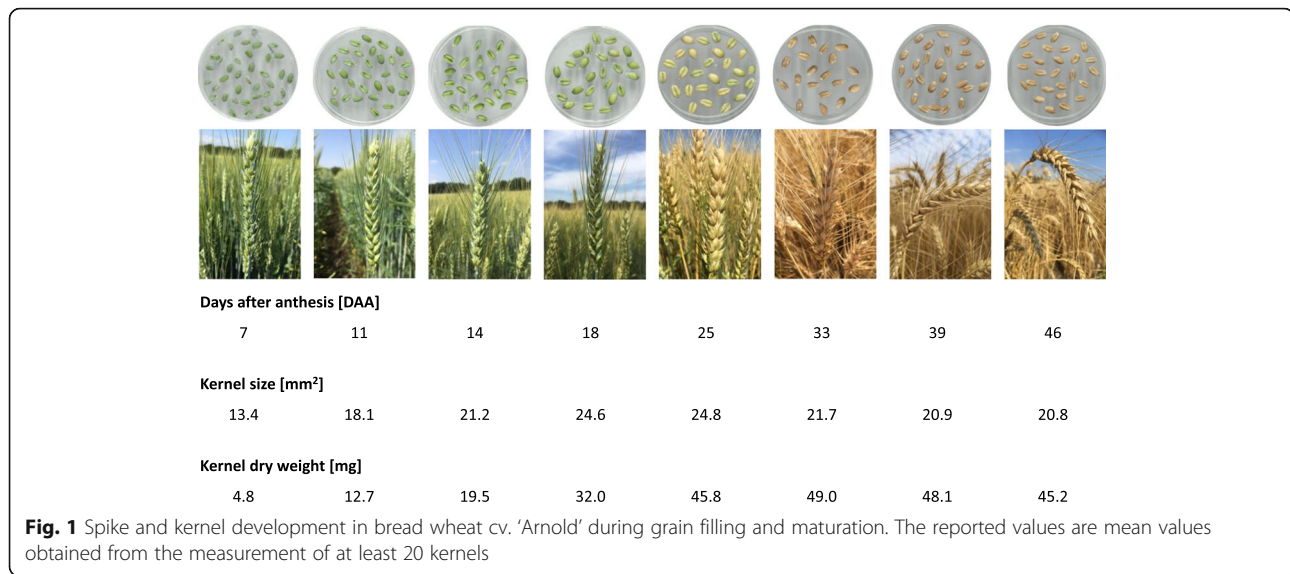 Days after anthesis [DAA]
7 11 14 18 25 33 39 46
Kernel size [mm²]
13.4 18.1 21.2 24.6 24.8 21.7 20.9 20.8
Kernel dry weight [mg]
4.8 12.7 19.5 32.0 45.8 49.0 48.1 45.2
Fig. 1 Spike and kernel development in bread wheat cv. ‘Arnold’ during grain filling and maturation. The reported values are mean values
obtained from the measurement of at least 20 kernels